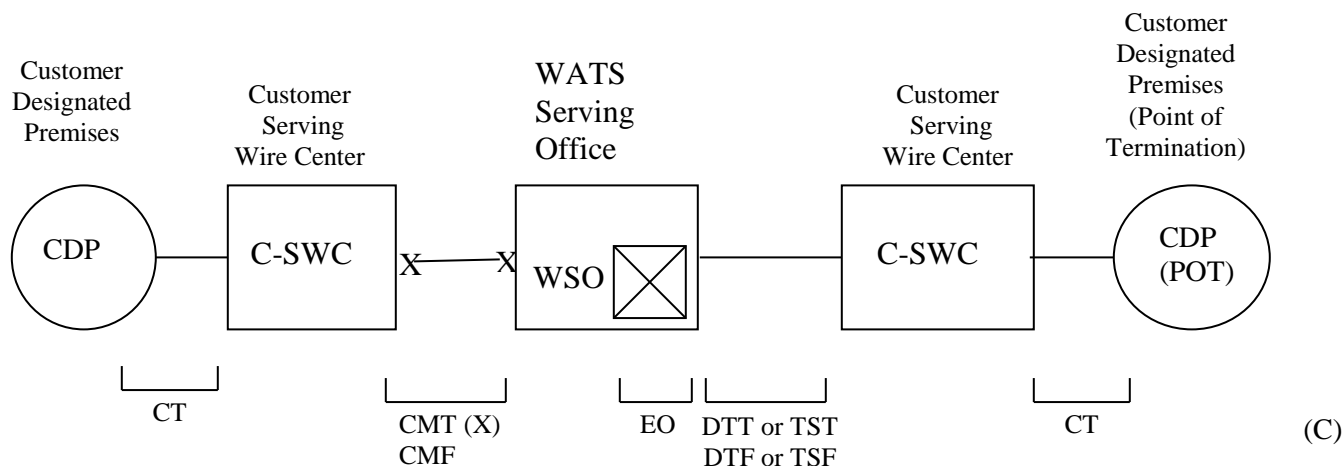 Customer
Designated
Premises
Customer
Serving
Wire Center
WATS
Serving
Office
Customer
Serving
Wire Center
Customer
Designated
Premises
(Point of
Termination)
CDP
C-SWC
X
X
WSO
C-SWC
CDP
(POT)
CT
CMT (X)
CMF
EO
DTT or TST
DTF or TSF
CT
(C)